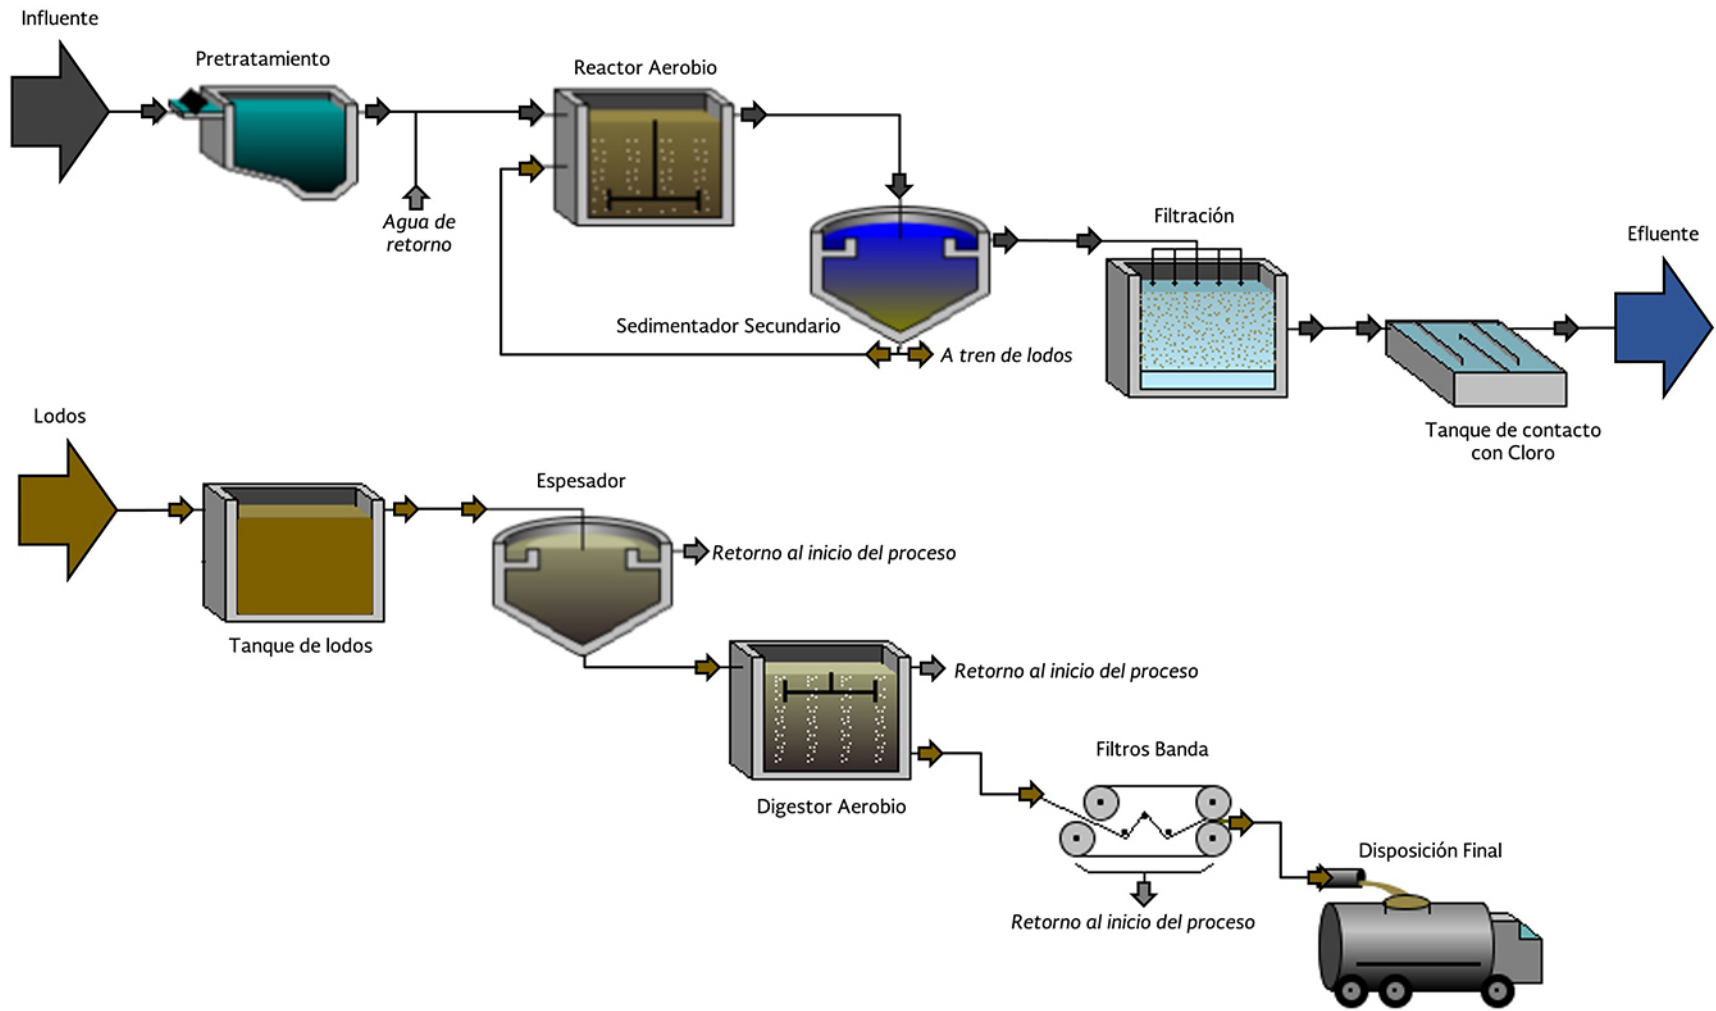 Influente
Pretratamiento
Reactor Aerobio
Agua de
retorno
Filtración
Efluente
Sedimentador Secundario
A tren de lodos
Tanque de contacto
con Cloro
Lodos
Espesador
Retorno al inicio del proceso
Tanque de lodos
Retorno al inicio del proceso
Filtros Banda
Digestor Aerobio
Disposición Final
Retorno al inicio del proceso